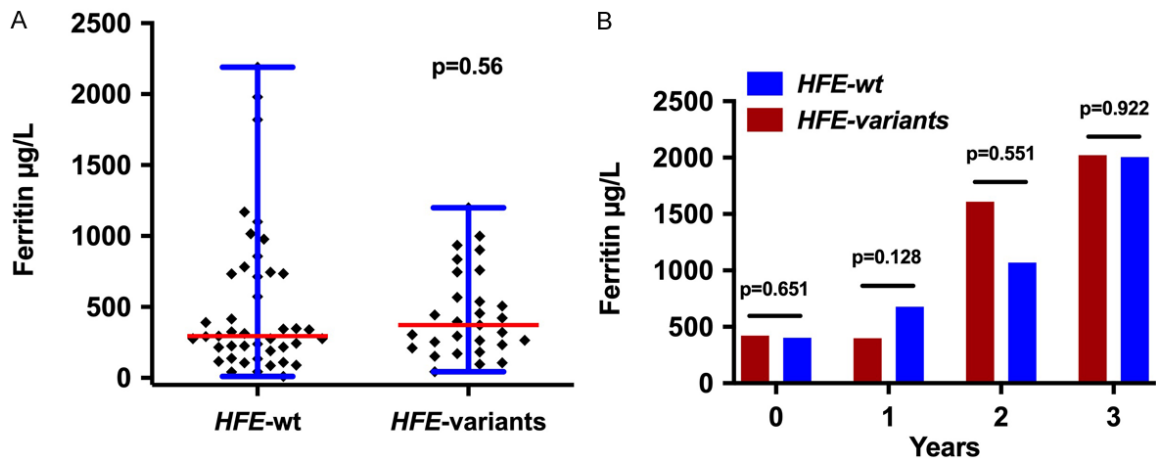 A
Ferritin µg/L
2500
2000
1500
1000
500
0
p=0.56
HFE-wt
HFE-variants
B
HFE-wt
HFE-variants
Ferritin µg/L
2500
2000
1500
1000
500
0
p=0.651
p=0.128
p=0.551
p=0.922
0
1
2
3
Years